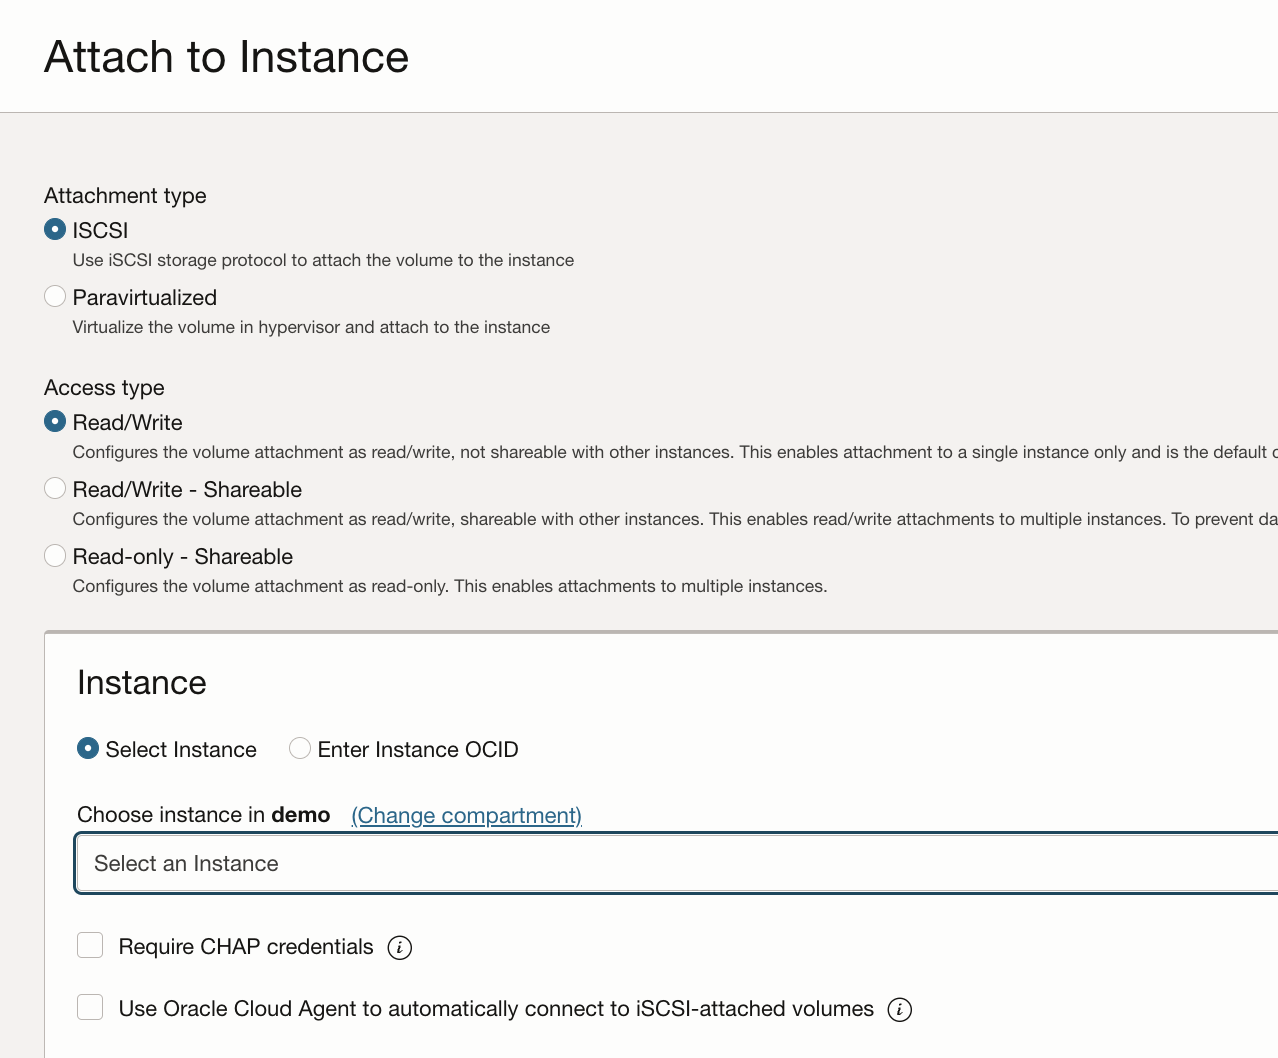 Attach to Instance
Attachment type
ISCSI
Use iSCSI storage protocol to attach the volume to the instance
Paravirtualized
Virtualize the volume in hypervisor and attach to the instance
Access type
Read/Write
Configures the volume attachment as read/write, not shareable with other instances. This enables attachment to a single instance only and is the default
Read/Write - Shareable
Configures the volume attachment as read/write, shareable with other instances. This enables read/write attachments to multiple instances. To prevent da
Read-only - Shareable
Configures the volume attachment as read-only. This enables attachments to multiple instances.
Instance
Select Instance Enter Instance OCID
Choose instance in demo (Change compartment)
Select an Instance
Require CHAP credentials
Use Oracle Cloud Agent to automatically connect to iSCSI-attached volumes